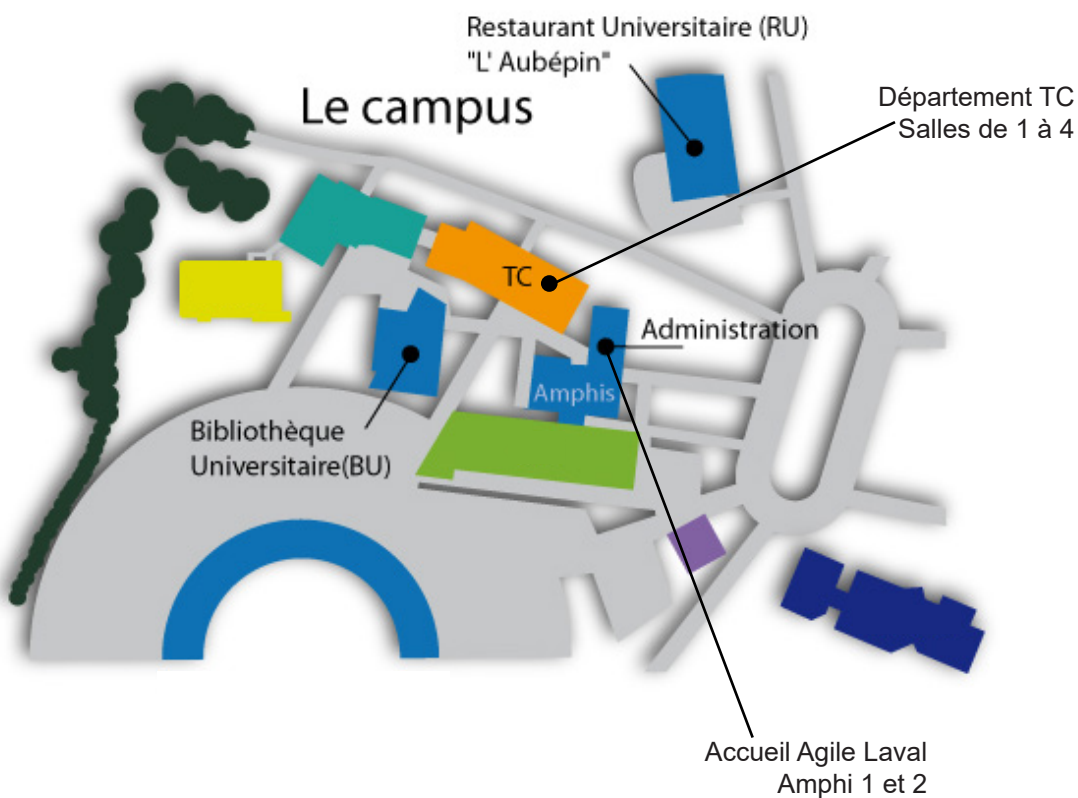 Restaurant Universitaire (RU)
"L' Aubépin"
Le campus
Département TC
Salles de 1 à 4
TC
Administration
Amphis
Bibliothèque
Universitaire(BU)
Accueil Agile Laval
Amphi 1 et 2